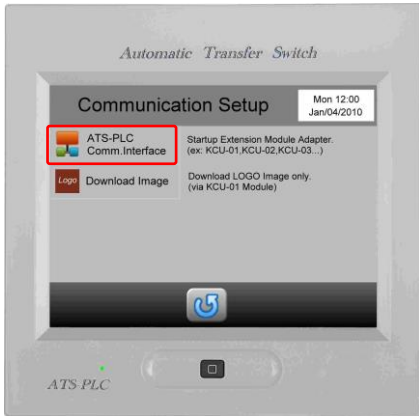 Automatic Transfer Switch
Communication Setup
Mon 12:00
Jan/04/2010
ATS-PLC
Comm.Interface
Startup Extension Module Adapter.
(ex: KCU-01,KCU-02,KCU-03...)
Logo
Download Image
Download LOGO Image only.
(via KCU-01 Module)
ATS PLC